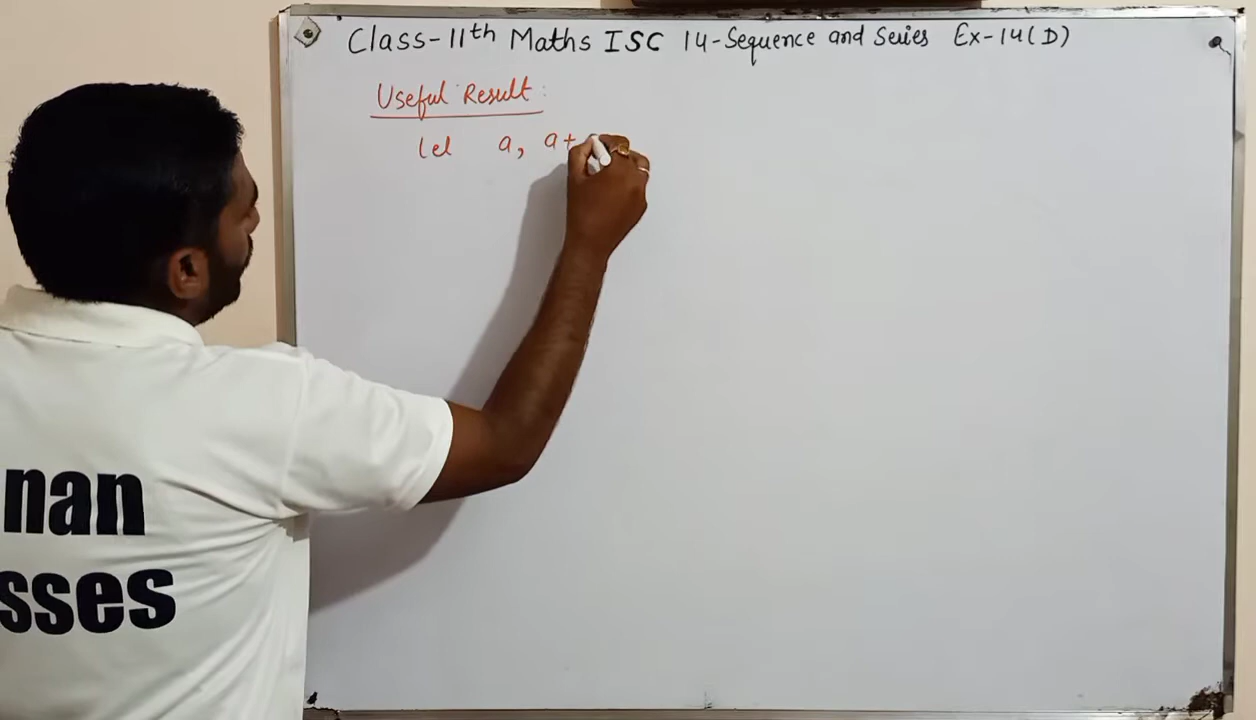 Class-11th Maths ISC 14-Sequence and Series Ex-14(D)
Useful Result:
let a, a+
nan
sses